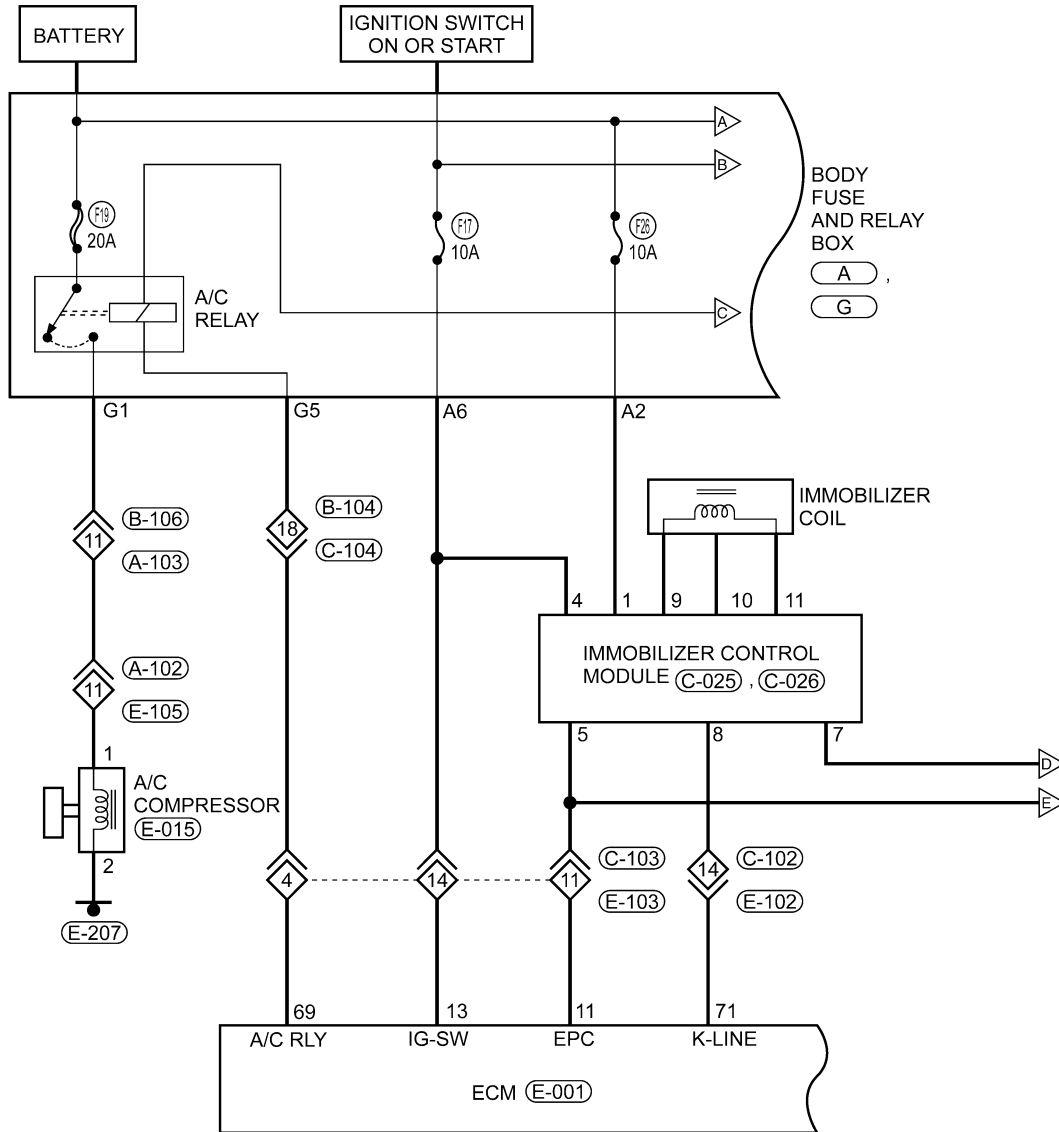 BATTERY
IGNITION SWITCH
ON OR START
A
B
F19
20A
F17
10A
F26
10A
BODY
FUSE
AND RELAY
BOX
A ,
G
A/C
RELAY
C
G1
G5
A6
A2
B-106
11
A-103
B-104
18
C-104
IMMOBILIZER
COIL
4
1
9
10
11
IMMOBILIZER CONTROL
MODULE C-025 , C-026
A-102
11
E-105
5
8
7
D
E
1
A/C
COMPRESSOR
E-015
2
E-207
4
14
11
C-103
E-103
14
C-102
E-102
69
13
11
71
A/C RLY
IG-SW
EPC
K-LINE
ECM E-001